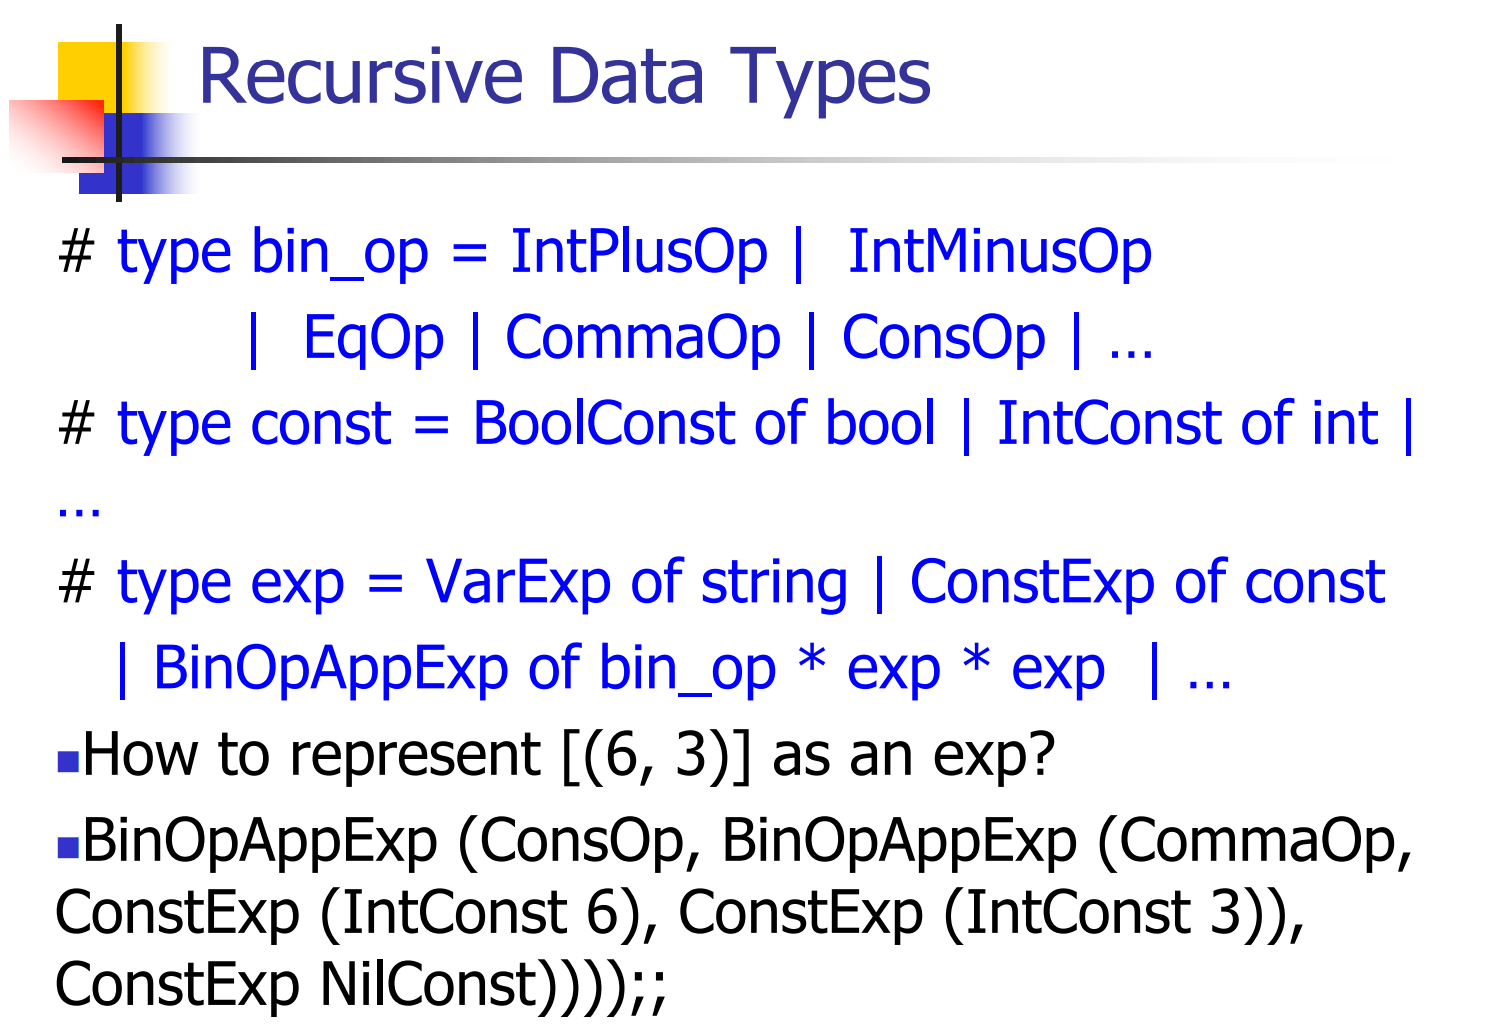 Recursive Data Types
# type bin_op = IntPlusOp | IntMinusOp
| EqOp | CommaOp | ConsOp | …
# type const = BoolConst of bool | IntConst of int |
…
# type exp = VarExp of string | ConstExp of const
| BinOpAppExp of bin_op * exp * exp | …
■How to represent [(6, 3)] as an exp?
■BinOpAppExp (ConsOp, BinOpAppExp (CommaOp,
ConstExp (IntConst 6), ConstExp (IntConst 3)),
ConstExp NilConst))));;